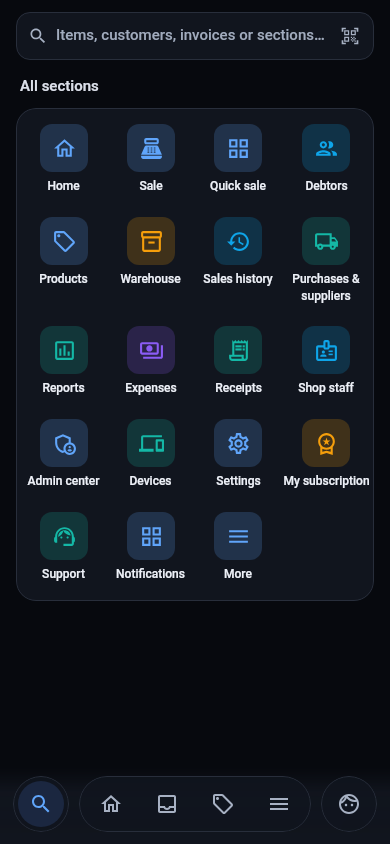 Items, customers, invoices or sections...
All sections
Home
Sale
Quick sale
Debtors
Products
Warehouse
Sales history
Purchases &
suppliers
Reports
Expenses
Receipts
Shop staff
Admin center
Devices
Settings
My subscription
Support
Notifications
More